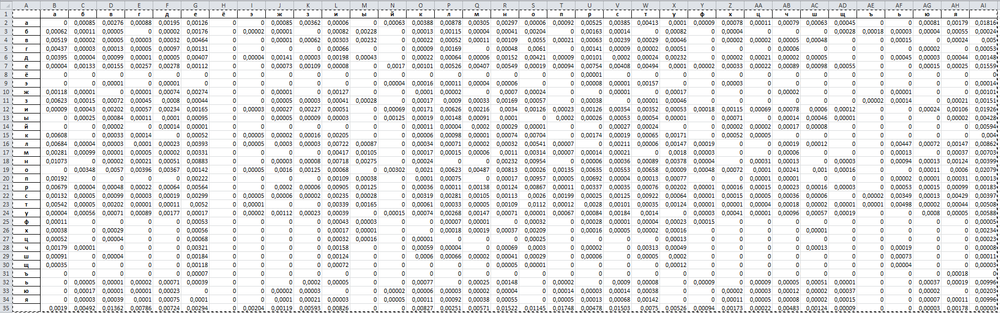 A B C D E F G H I J K L M N O P Q R S T U V W X Y Z AA AB AC AD AE AF AG AH AI
1 а б в г д е ё э ж з и ы й к л м н о п р с т у ф х ц ч ш щ ъ ь ю я
2 а 0 0,00085 0,00276 0,00088 0,00195 0,00126 0 0 0,00085 0,00362 0,00006 0 0,00063 0,00388 0,00878 0,00305 0,00297 0,00006 0,00092 0,00525 0,00385 0,00413 0,0001 0,00009 0,00078 0,00011 0,00079 0,00063 0,00045 0 0 0,00081 0,00179 0,01816
3 б 0,00062 0,00011 0,00005 0 0,00002 0,00176 0 0,00002 0,00001 0 0,00082 0,00228 0 0,00013 0,00115 0,00004 0,00041 0,00204 0 0,00163 0,00014 0 0,00082 0 0,00004 0 0 0 0,00028 0,00018 0,00003 0,00004 0,00055 0,00024
4 в 0,00519 0,00002 0,00005 0,00003 0,00032 0,00464 0 0 0,00001 0,00062 0,00303 0,00232 0 0,00022 0,00052 0,00011 0,00109 0,0055 0,00021 0,00063 0,00239 0,00029 0,00046 0 0,00002 0,00002 0,00005 0,00048 0 0 0,00015 0 0,00024 0,005
5 г 0,00437 0,00003 0,00013 0,00005 0,00097 0,00131 0 0 0 0 0,00066 0 0 0,00009 0,00169 0 0,00048 0,0061 0 0,00141 0,00009 0,00002 0,00051 0 0 0 0,00006 0 0 0 0 0,00002 0 0,00053
6 д 0,00395 0,00004 0,00099 0,00001 0,00005 0,00407 0 0,00004 0,00141 0,00003 0,00198 0,00043 0 0,00022 0,00064 0,00006 0,00152 0,00421 0,00009 0,00101 0,0002 0,00024 0,00232 0 0,00002 0,00021 0,00002 0,00005 0 0 0,00045 0,00003 0,00044 0,00148
7 е 0,00004 0,00133 0,00155 0,00257 0,00278 0,00112 0 0 0,00073 0,00109 0,00008 0 0,0017 0,00101 0,00526 0,00407 0,00549 0,00019 0,00094 0,00754 0,00408 0,00494 0,0001 0,00002 0,00033 0,00022 0,00089 0,00098 0,00055 0 0 0,00015 0,00025 0,01559
8 ё 0 0 0 0 0 0 0 0 0 0 0 0 0 0 0 0 0 0 0 0,00001 0 0 0 0 0 0 0 0 0 0 0 0 0 0
9 э 0 0 0,00001 0 0,00001 0 0 0 0 0 0 0 0,00004 0,00016 0,00011 0,00004 0,00006 0 0 0,00008 0,00001 0,00157 0 0 0,00003 0 0 0 0 0 0 0 0 0,00014
10 ж 0,00118 0,00001 0 0,00001 0,00074 0,00274 0 0 0,00001 0 0,00127 0 0 0,0001 0,00002 0 0,0007 0,00024 0 0 0,00001 0 0,00017 0 0 0 0,00002 0 0 0 0,00001 0 0 0,00101
11 з 0,00623 0,00015 0,00072 0,00045 0,0008 0,00044 0 0 0,00005 0,00003 0,00041 0,00028 0 0,00017 0,0009 0,00033 0,00169 0,00057 0 0,00038 0 0,00001 0,00046 0 0 0 0 0 0 0,00002 0,00014 0 0,00021 0,00151
12 и 0,00009 0,00043 0,00202 0,00057 0,00234 0,00165 0 0,00003 0,00027 0,00227 0,00051 0 0,00069 0,00171 0,00626 0,00216 0,0034 0,00126 0,00023 0,00126 0,00354 0,00352 0,00053 0,00018 0,00115 0,00069 0,00078 0,0006 0,00012 0 0 0,00024 0,00106 0,01926
13 ы 0 0,00025 0,00084 0,00011 0,0001 0,00095 0 0 0,00005 0,00009 0,00003 0 0,00125 0,00019 0,00148 0,00091 0,0001 0 0,0002 0,00026 0,00053 0,00054 0,00001 0 0,00071 0 0,00014 0,00046 0,00001 0 0 0 0,00002 0,00428
14 й 0 0 0,00002 0 0,00014 0,00001 0 0 0 0 0 0 0 0,00011 0,00004 0,0002 0,00029 0,00001 0 0 0,00027 0,00024 0 0 0,00002 0,00002 0,00017 0,00008 0 0 0 0 0 0,00594
15 к 0,00608 0 0,00033 0,00014 0 0,00052 0 0,00005 0,00002 0,00016 0,00205 0 0 0,00006 0,00098 0,00001 0,00074 0,00704 0 0,00174 0,00019 0,00065 0,00171 0 0,00052 0,00005 0 0 0 0 0 0 0 0,004
16 л 0,00684 0,00004 0,00003 0,0001 0,00023 0,00393 0 0,00005 0,0003 0,00003 0,00722 0,00087 0 0,00034 0,00071 0,00002 0,00032 0,00541 0,00007 0 0,00211 0,00006 0,00147 0,00019 0 0 0,00019 0,00012 0 0 0,00447 0,00072 0,00147 0,00862
17 м 0,00281 0,00099 0,00001 0,00005 0,00002 0,00331 0 0 0 0 0,00417 0,00105 0 0,00017 0,00015 0,00006 0,0011 0,00314 0,00007 0,00014 0,00021 0 0,0018 0,00003 0 0 0,00006 0 0 0 0,00013 0 0,00037 0,00703
18 н 0,01073 0 0,00002 0,00021 0,00051 0,00883 0 0 0,00003 0,00008 0,00718 0,00275 0 0,00024 0 0 0,00232 0,00954 0 0,00006 0,00036 0,00089 0,00378 0,00004 0 0,00031 0,00013 0 0,00003 0 0,00094 0,00013 0,00124 0,00399
19 о 0 0,00348 0,0057 0,00396 0,00367 0,00142 0 0,00005 0,0016 0,00125 0,00068 0 0,00302 0,0021 0,00623 0,00487 0,00813 0,00026 0,00135 0,00635 0,00553 0,00658 0,00009 0,00048 0,00072 0,0001 0,00241 0,001 0,00016 0 0 0,00011 0,0006 0,02079
20 п 0,00192 0 0 0 0 0,00222 0 0 0 0 0,00109 0,00038 0 0,0001 0,00075 0 0,00017 0,00957 0,00005 0,00692 0,00004 0,00013 0,00077 0 0 0,00001 0,00001 0 0 0 0,00002 0,00001 0,00031 0,00013
21 р 0,00679 0,00004 0,00048 0,00022 0,00064 0,00564 0 0 0,0002 0,00006 0,00905 0,00125 0 0,00036 0,00011 0,00138 0,00124 0,00867 0,00011 0,00337 0,00035 0,00076 0,00202 0,00001 0,00016 0,00015 0,00023 0,00016 0,00003 0 0,00053 0,00015 0,00099 0,00183
22 с 0,00132 0,00005 0,00099 0,00003 0,00019 0,00299 0 0,00005 0,00006 0,00002 0,00235 0,00028 0 0,00319 0,00281 0,00105 0,00113 0,0026 0,00199 0,00025 0,00125 0,00922 0,00064 0,00001 0,00015 0,00005 0,00036 0,00006 0 0,00002 0,00349 0,00013 0,00429 0,00397
23 т 0,00542 0,00005 0,00202 0,00001 0,00011 0,0052 0 0,00001 0 0 0,00339 0,00165 0 0,00061 0,00033 0,00005 0,00109 0,0112 0,00012 0,0028 0,00101 0,00035 0,00124 0,00001 0,00001 0,00004 0,00018 0,00002 0,00001 0,00001 0,00498 0,00002 0,00044 0,00508
24 у 0,00004 0,00056 0,00071 0,00089 0,00177 0,00017 0 0,00002 0,00112 0,00023 0,00039 0 0,00015 0,00074 0,00268 0,00147 0,00071 0,00001 0,00067 0,00084 0,00184 0,0014 0 0,00003 0,00041 0,00001 0,00096 0,00057 0,00019 0 0 0,0008 0,00005 0,00588
25 ф 0,00011 0 0 0 0 0,00053 0 0 0 0 0,00043 0,00003 0 0 0,00007 0,00001 0 0,00032 0 0,00028 0,00001 0,00004 0,00023 0,00015 0 0 0 0 0 0 0 0 0 0,00005
26 х 0,00038 0 0,00029 0 0 0,00056 0 0 0 0 0,00017 0,00001 0 0 0,00018 0,00019 0,00037 0,00209 0 0,00016 0,00005 0,00002 0,00016 0 0 0 0 0,00001 0 0 0 0 0 0,00234
27 ц 0,00052 0 0,00004 0 0 0,00068 0 0 0 0 0,00032 0,00016 0 0,00001 0 0 0 0,00025 0 0 0 0 0,00013 0 0 0 0 0 0 0 0 0 0 0,00023
28 ч 0,00179 0,00001 0 0 0 0,00321 0 0 0 0 0,00158 0 0 0,00059 0,00004 0 0,00069 0,0003 0 0,00002 0 0,00313 0,00049 0 0 0 0 0,00013 0 0 0,00019 0 0 0,00008
29 ш 0,00091 0 0,00004 0 0 0,00184 0 0 0 0 0,00124 0 0 0,0006 0,00066 0,00002 0,00041 0,00029 0 0,00006 0 0,00005 0,0002 0 0 0 0 0 0 0 0,00073 0 0 0,00011
30 щ 0,00035 0 0 0 0 0,00118 0 0 0 0 0,00072 0 0 0 0 0 0,00005 0,00001 0 0 0 0 0,00012 0 0 0 0 0 0 0 0,00004 0 0 0,00003
31 ъ 0 0 0 0 0 0,00007 0 0 0 0 0 0 0 0 0 0 0 0 0 0 0 0 0 0 0 0 0 0 0 0 0 0 0,00018 0
32 ь 0 0,00005 0,00001 0,00002 0,00071 0,00039 0 0 0 0,0002 0,00005 0 0 0,00077 0 0,00025 0,00148 0 0,00002 0 0,0009 0,00008 0 0,00009 0 0,00009 0,00005 0,00051 0,00001 0 0 0,00037 0,00019 0,00996
33 ю 0 0,00017 0,00001 0,00001 0,00023 0 0 0 0,00002 0,00003 0 0 0,00002 0,00006 0,00003 0,00002 0,00004 0 0,00014 0,00003 0,00014 0,00038 0 0 0,00002 0,00003 0,00012 0,00002 0,00037 0 0 0,00002 0 0,00203
34 я 0 0,00003 0,00039 0,0001 0,00075 0,0001 0 0 0,0001 0,00021 0,00003 0 0,00005 0,00011 0,00092 0,00038 0,00055 0 0,00005 0,00013 0,00068 0,00142 0 0 0,00011 0,00005 0,00008 0,00002 0,00015 0 0 0,00007 0,00011 0,00996
35 0,0019 0,00492 0,01362 0,00786 0,00724 0,00294 0 0,00204 0,00119 0,00593 0,00826 0 0 0,00827 0,00251 0,00571 0,01522 0,01145 0,01748 0,00478 0,01503 0,0075 0,00526 0,00094 0,00173 0,00022 0,00483 0,00124 0,00009 0 0 0,00003 0,00178 0,00003